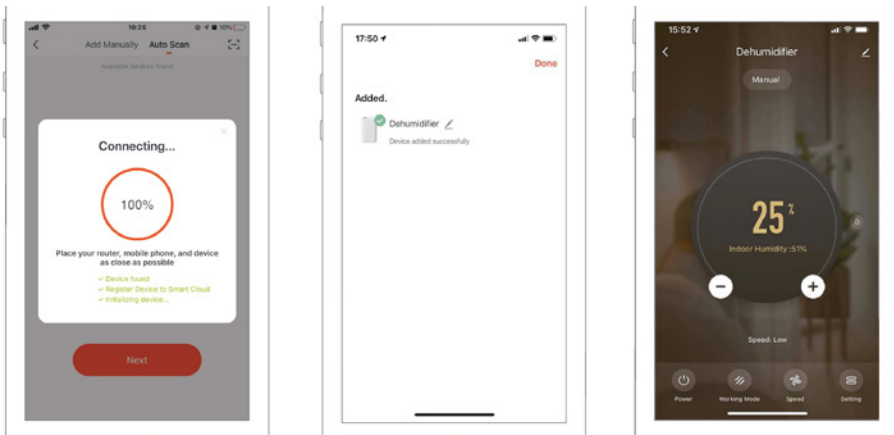 18:26
10%
Add Manually Auto Scan
Available devices found
Connecting...
100%
Place your router, mobile phone, and device
as close as possible
✓ Device found
✓ Register Device to Smart Cloud
✓ Initializing device...
Next
17:50
Done
Added.
Dehumidifier
Device added successfully
15:52
Dehumidifier
Manual
25%
Indoor Humidity :51%
Speed: Low
Power Working Mode Speed Setting